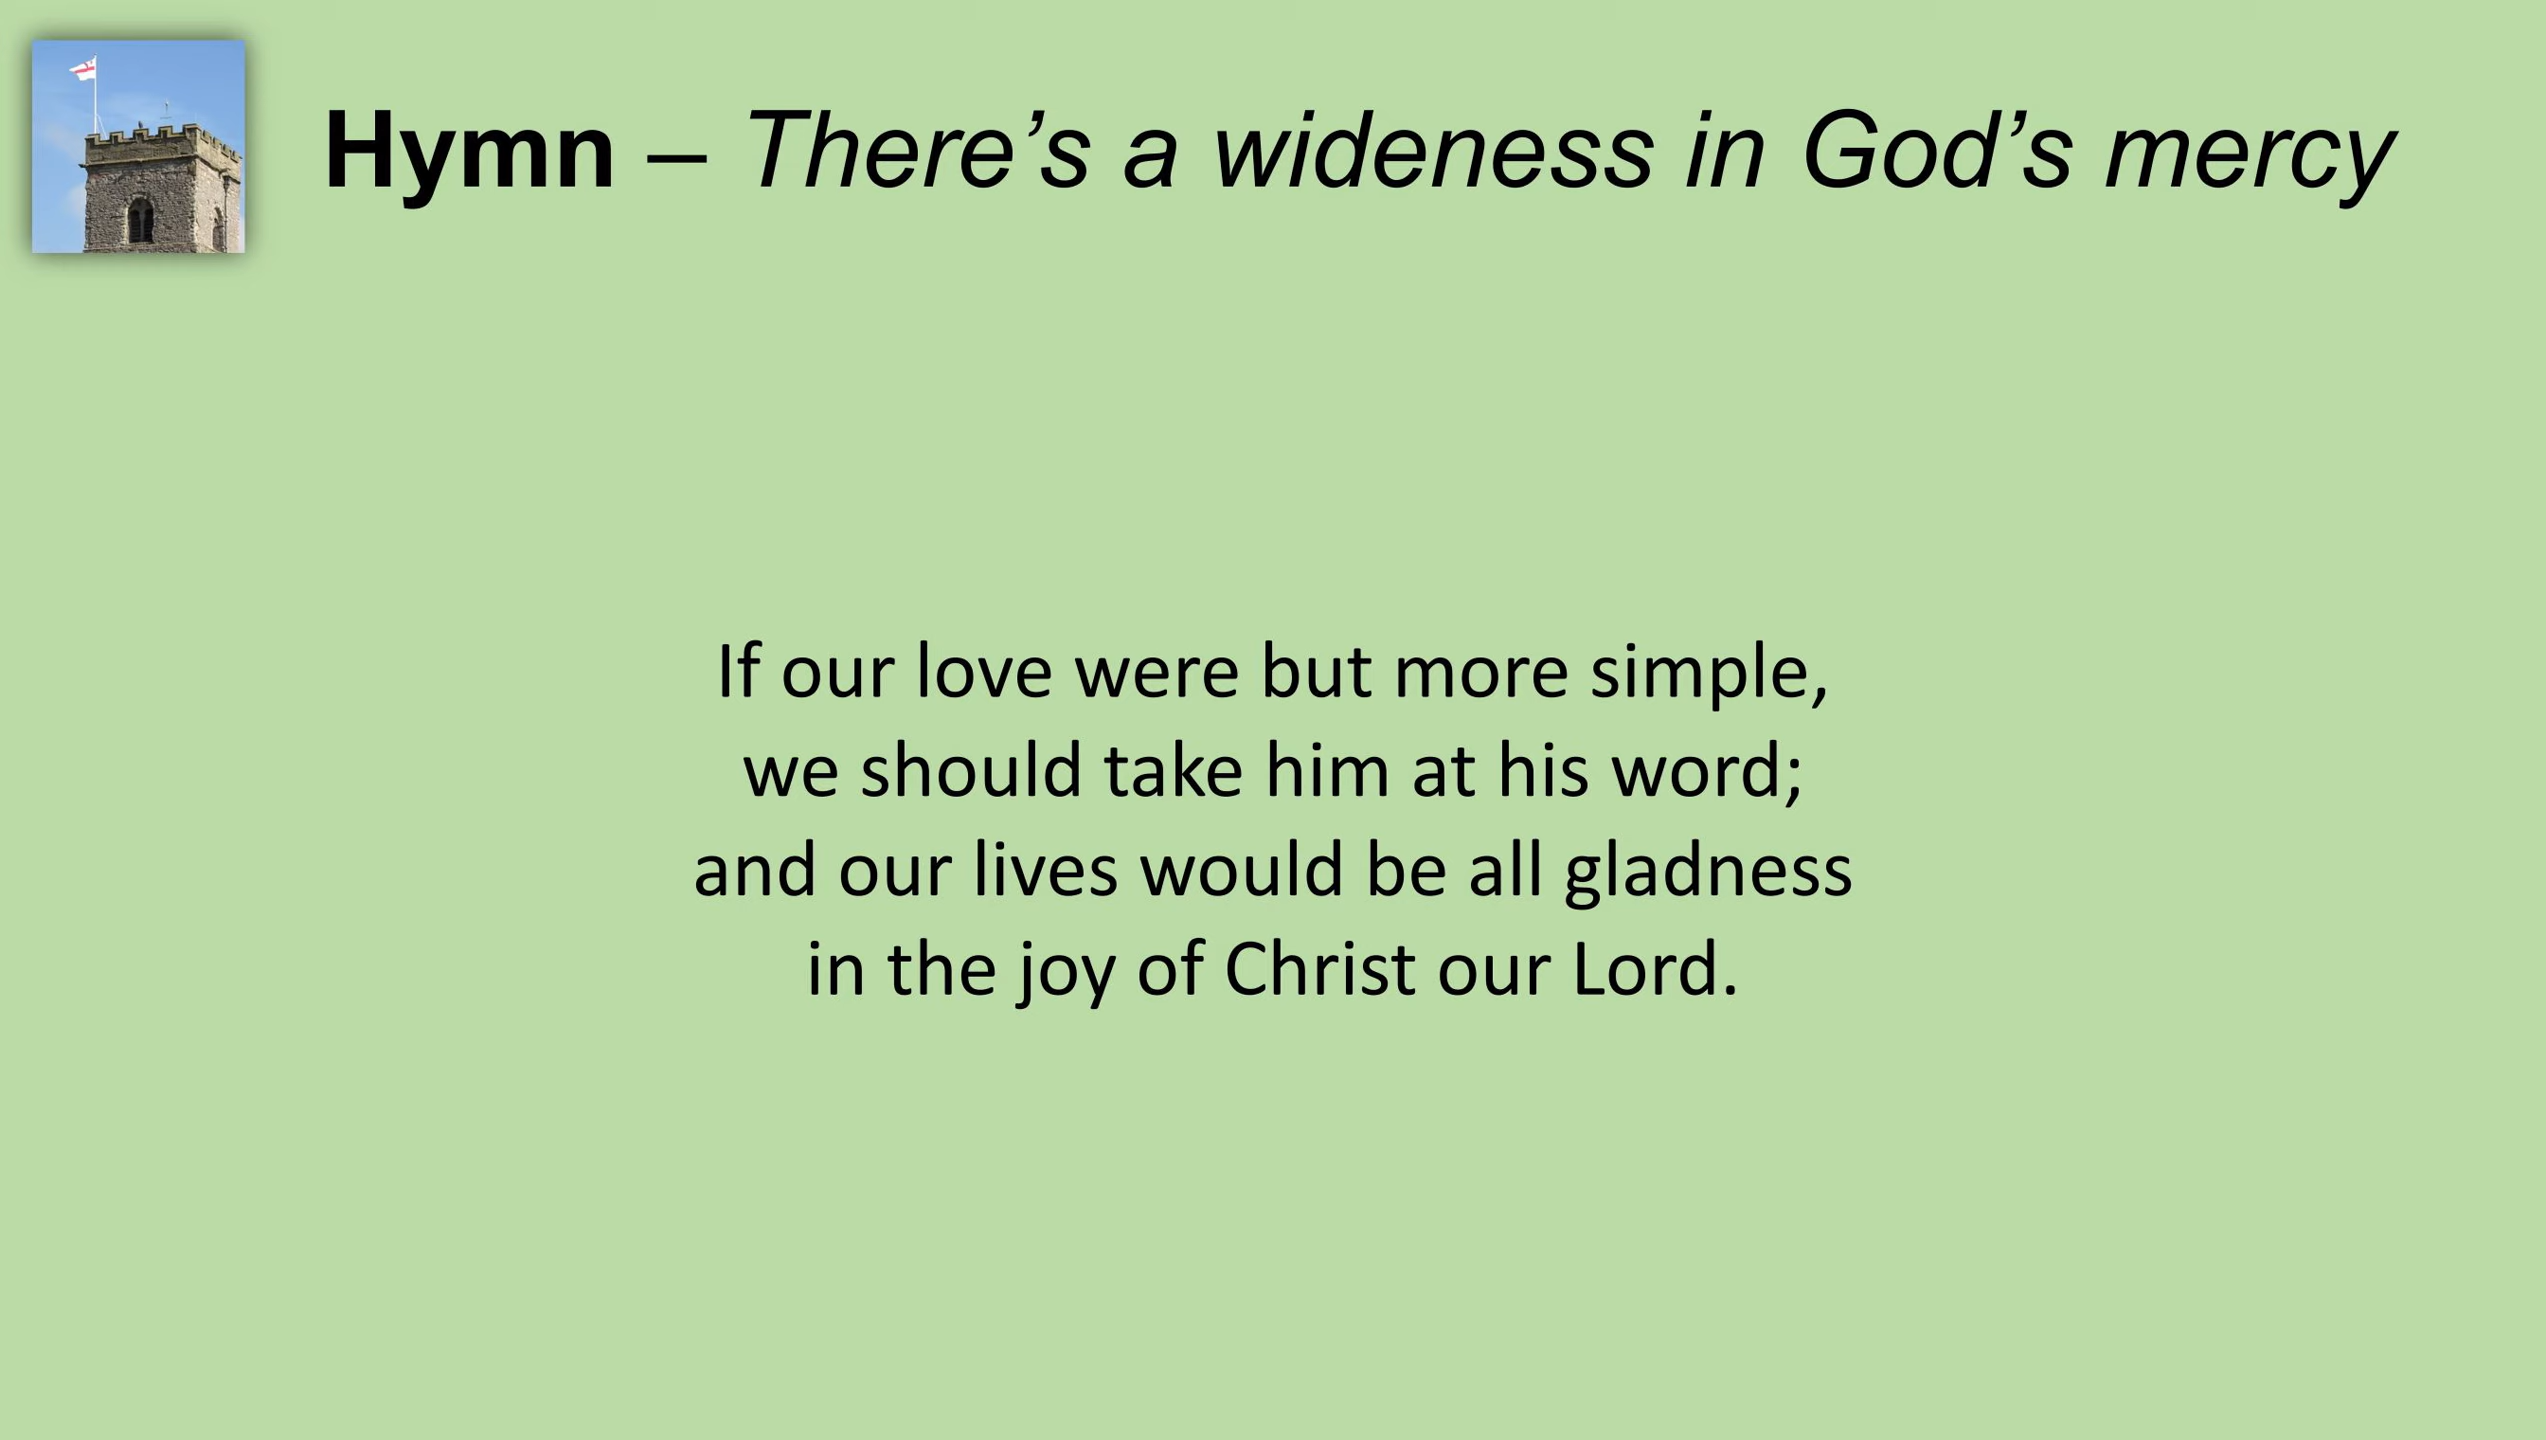 Hymn – There’s a wideness in God’s mercy
If our love were but more simple,
we should take him at his word;
and our lives would be all gladness
in the joy of Christ our Lord.